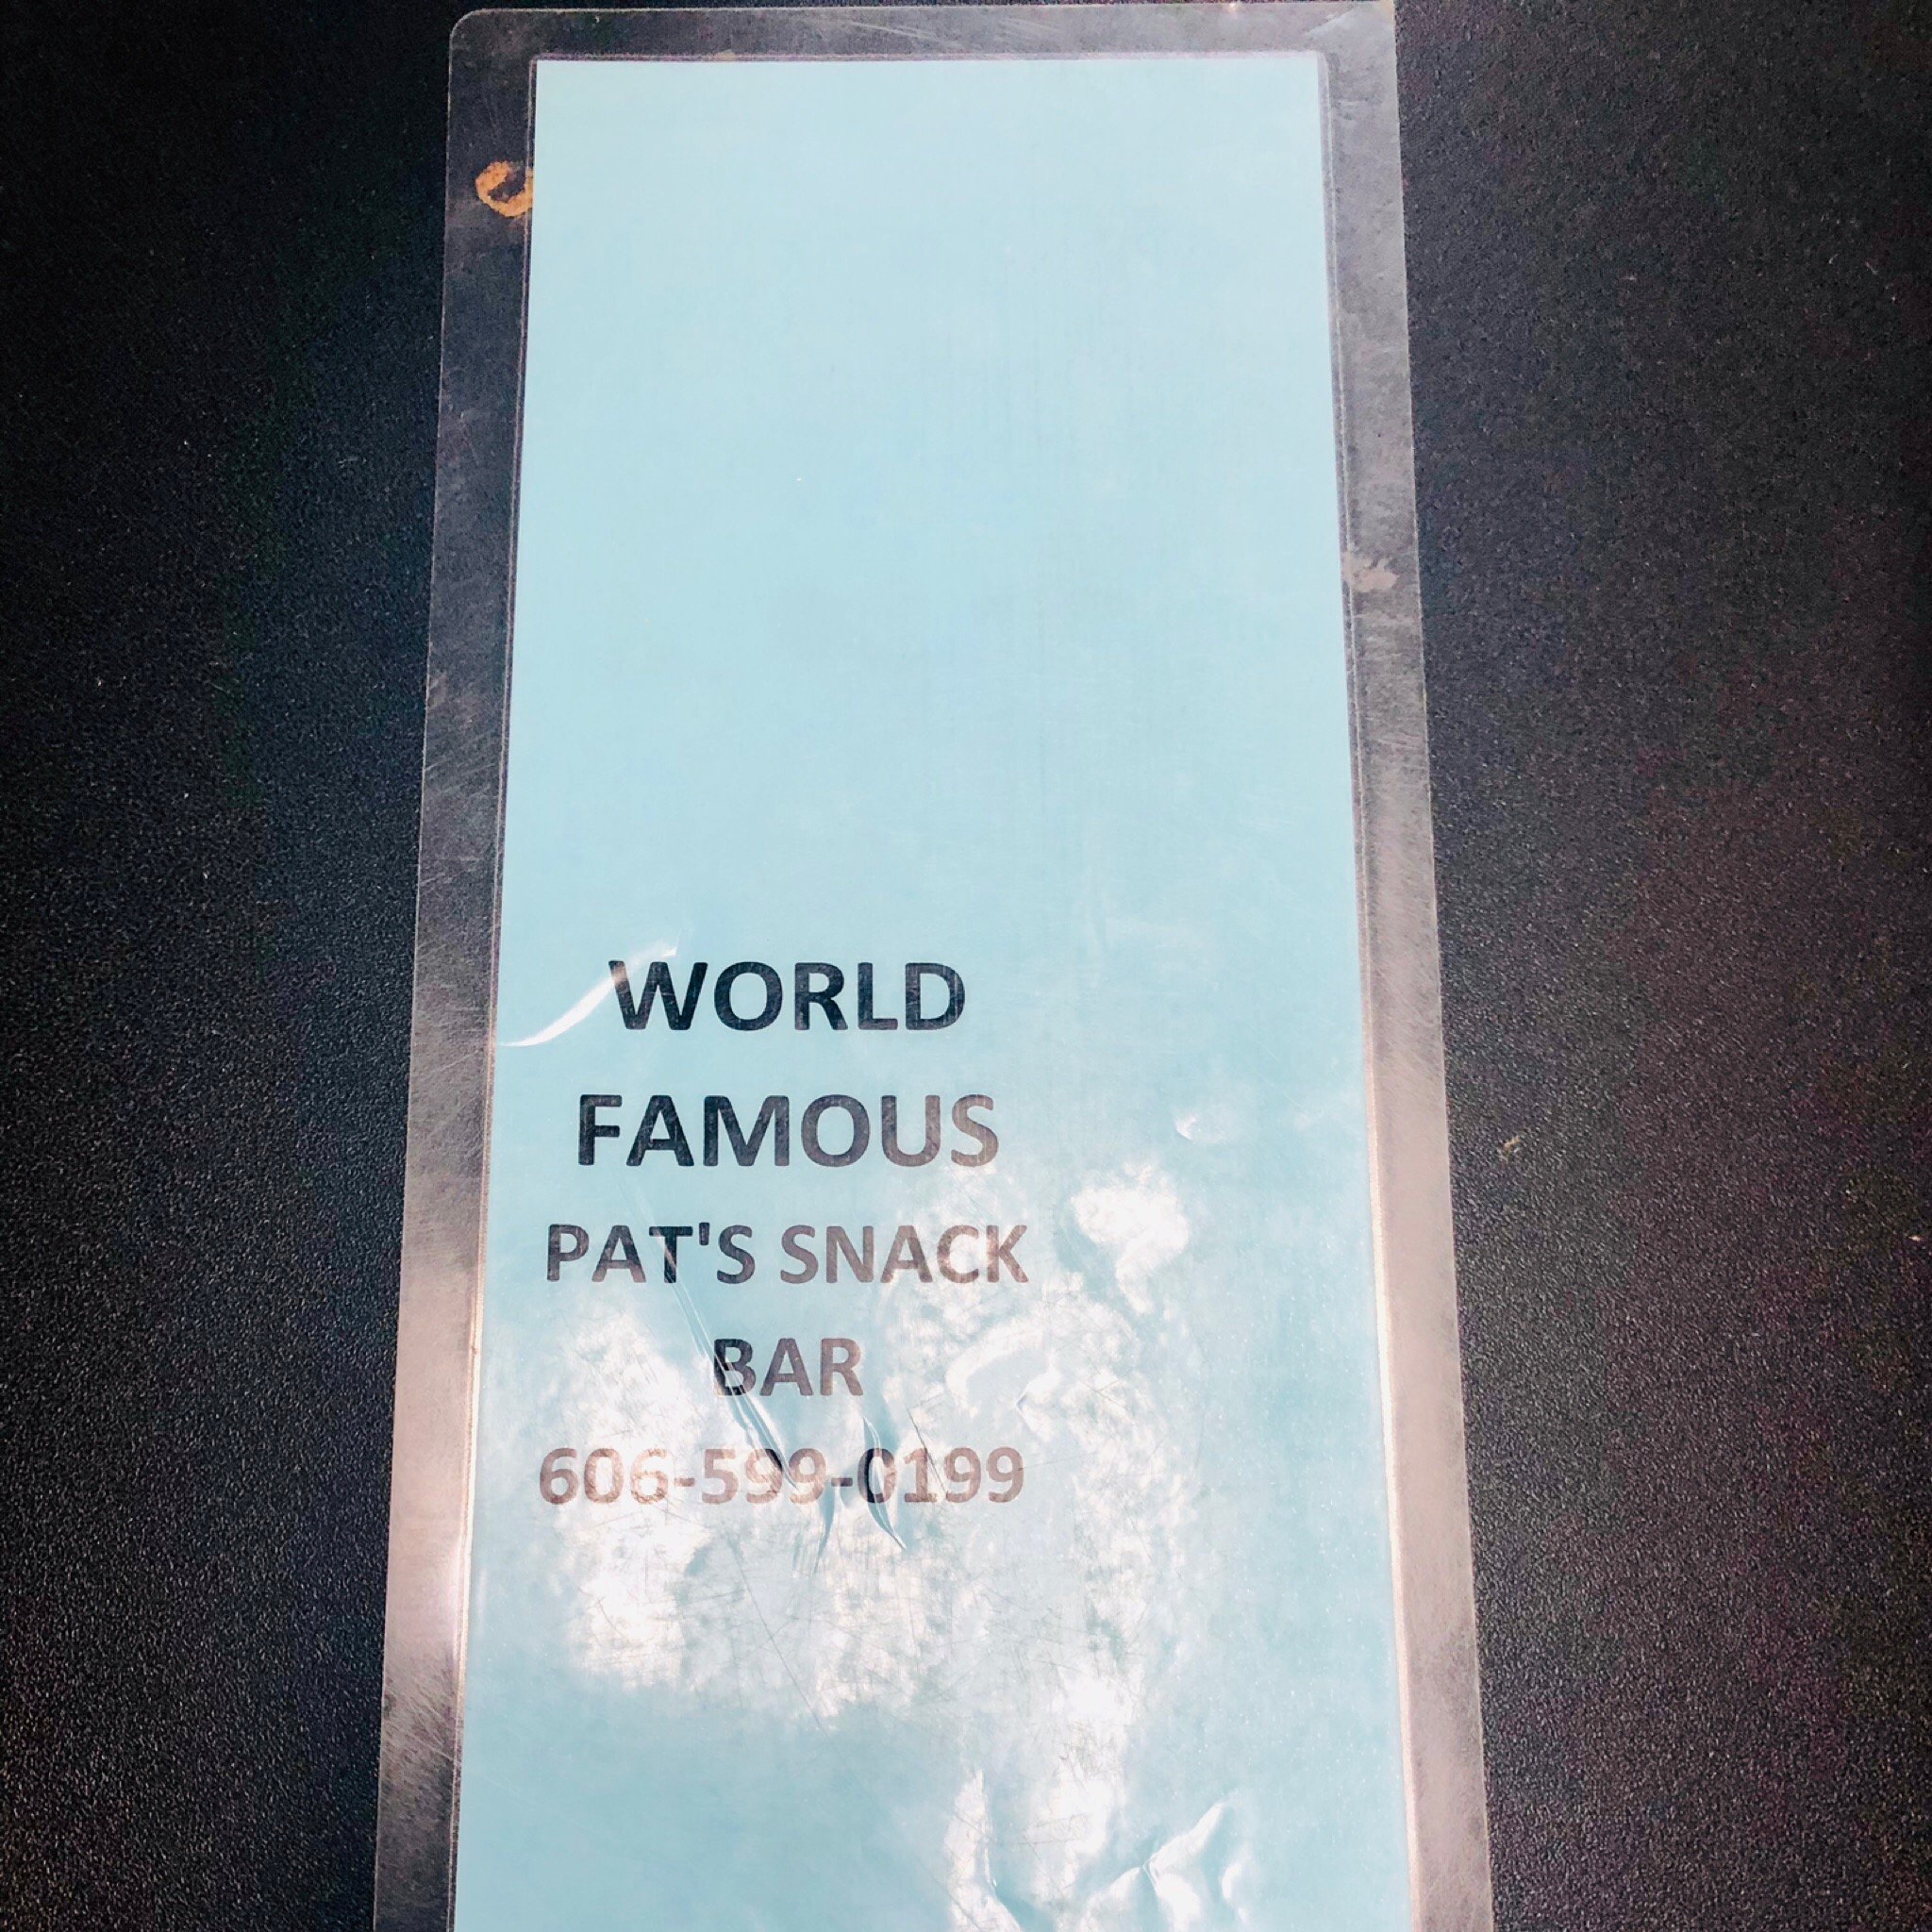 WORLD
FAMOUS
PAT'S SNACK
BAR
606-599-0199